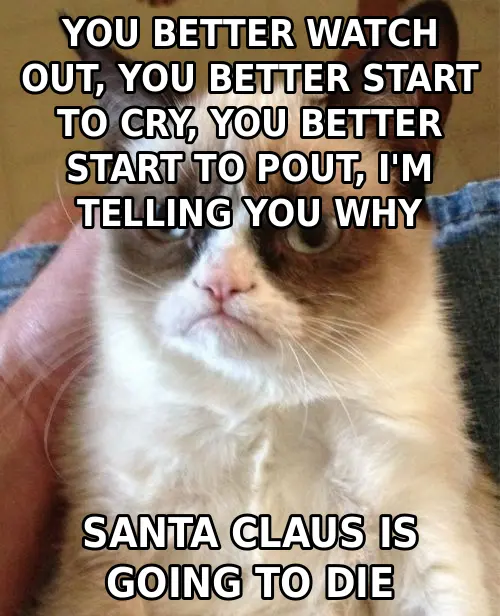 YOU BETTER WATCH
OUT, YOU BETTER START
TO CRY, YOU BETTER
START TO POUT, I'M
TELLING YOU WHY
SANTA CLAUS IS
GOING TO DIE